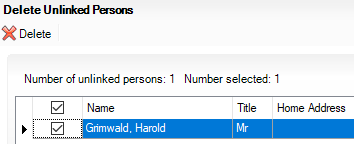 Delete Unlinked Persons
Delete
Number of unlinked persons: 1 Number selected: 1
Name Title Home Address
Grimwald, Harold Mr